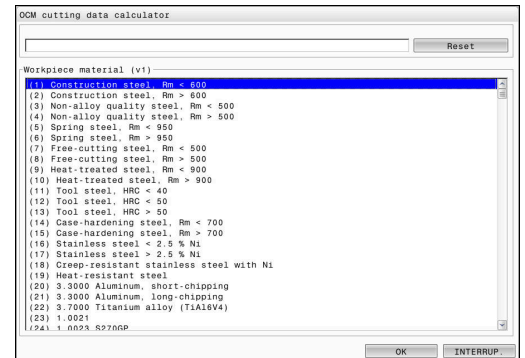 OCM cutting data calculator
Reset
Workpiece material (v1)
(1) Construction steel, Rm < 600
(2) Construction steel, Rm > 600
(3) Non-alloy quality steel, Rm < 500
(4) Non-alloy quality steel, Rm > 500
(5) Spring steel, Rm < 950
(6) Spring steel, Rm > 950
(7) Free-cutting steel, Rm < 500
(8) Free-cutting steel, Rm > 500
(9) Heat-treated steel, Rm < 900
(10) Heat-treated steel, Rm > 900
(11) Tool steel, HRC < 40
(12) Tool steel, HRC < 50
(13) Tool steel, HRC > 50
(14) Case-hardening steel, Rm < 700
(15) Case-hardening steel, Rm > 700
(16) Stainless steel < 2.5 % Ni
(17) Stainless steel > 2.5 % Ni
(18) Creep-resistant stainless steel with Ni
(19) Heat-resistant steel
(20) 3.3000 Aluminum, short-chipping
(21) 3.3000 Aluminum, long-chipping
(22) 3.7000 Titanium alloy (TiAl6V4)
(23) 1.0021
(24) 1.0023 S270GP
OK
INTERRUP.